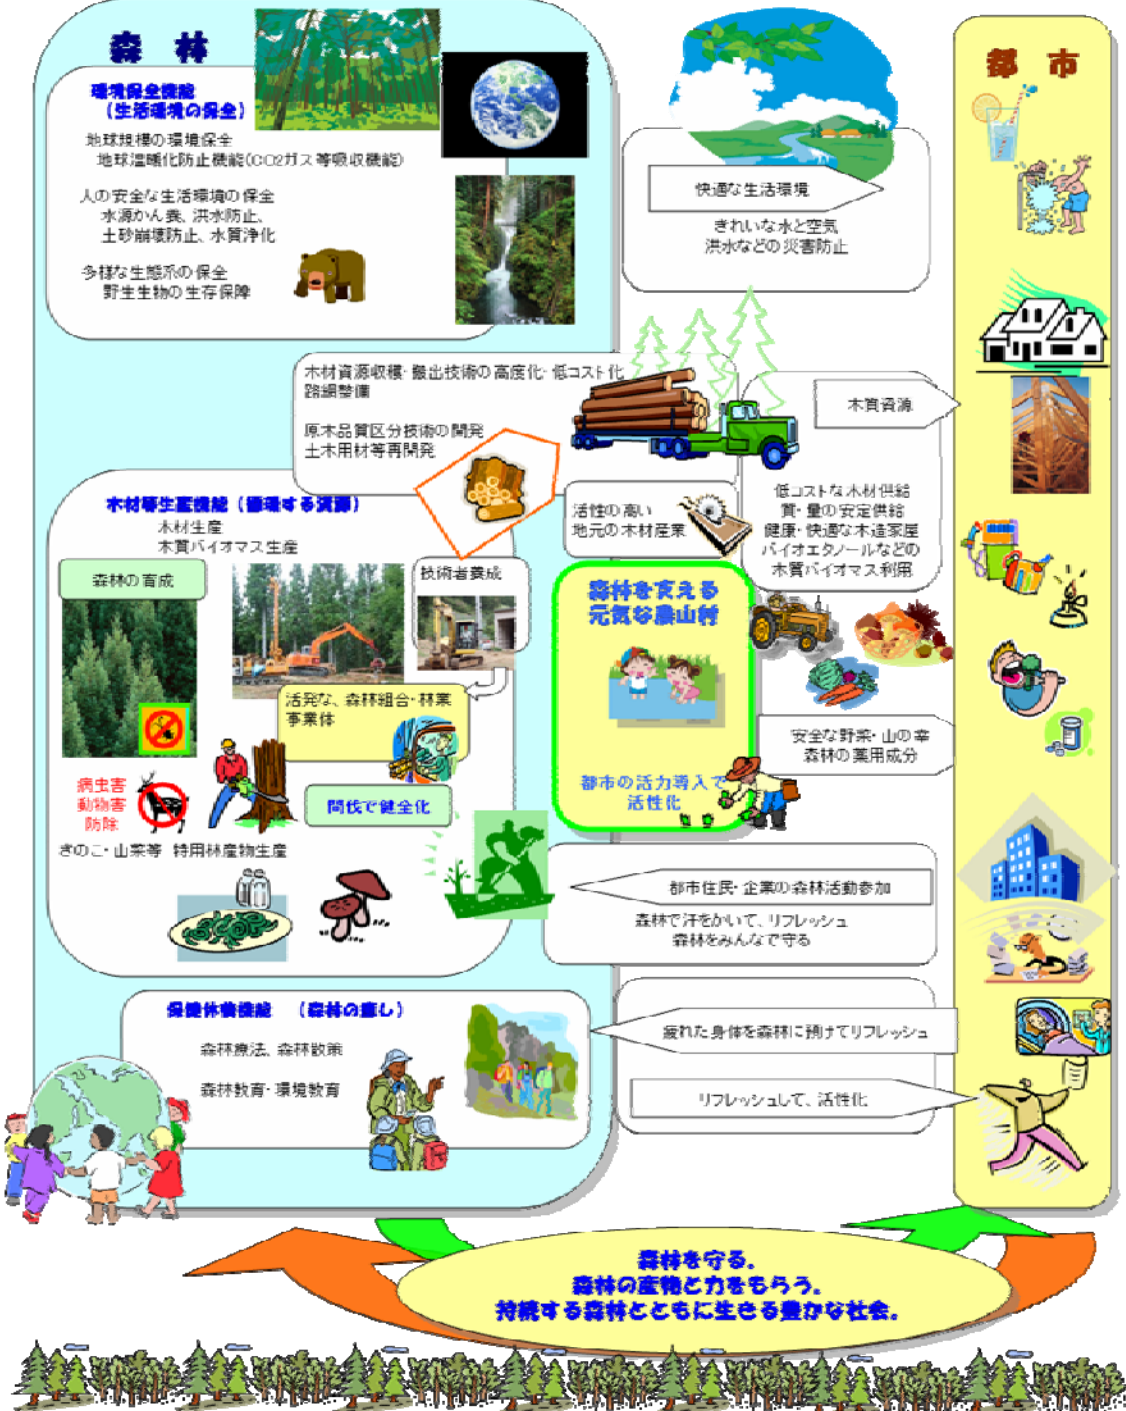 森 林
環境保全機能
（生活環境の保全）
地球規模の環境保全
地球温暖化防止機能(CO2ガス等吸収機能)
人の安全な生活環境の保全
水源かん養、洪水防止、
土砂崩壊防止、水質浄化
多様な生態系の保全
野生生物の生存保障
快適な生活環境
きれいな水と空気
洪水などの災害防止
都 市
木材資源収穫・搬出技術の高度化・低コスト化
路網整備
原木品質区分技術の開発
土木用材等再開発
木質資源
低コストな木材供給
質・量の安定供給
健康・快適な木造家屋
バイオエタノールなどの
木質バイオマス利用
活性の高い
地元の木材産業
木材等生産機能（循環する資源）
木材生産
木質バイオマス生産
森林の育成
技術者養成
活発な、森林組合・林業
事業体
間伐で健全化
病虫害
動物害
防除
きのこ・山菜等 特用林産物生産
森林を支える
元気な農山村
都市の活力導入で
活性化
安全な野菜・山の幸
森林の薬用成分
都市住民・企業の森林活動参加
森林で汗をかいて、リフレッシュ
森林をみんなで守る
保健休養機能 （森林の癒し）
森林療法、森林散策
森林教育・環境教育
疲れた身体を森林に預けてリフレッシュ
リフレッシュして、活性化
森林を守る。
森林の産物と力をもらう。
持続する森林とともに生きる豊かな社会。